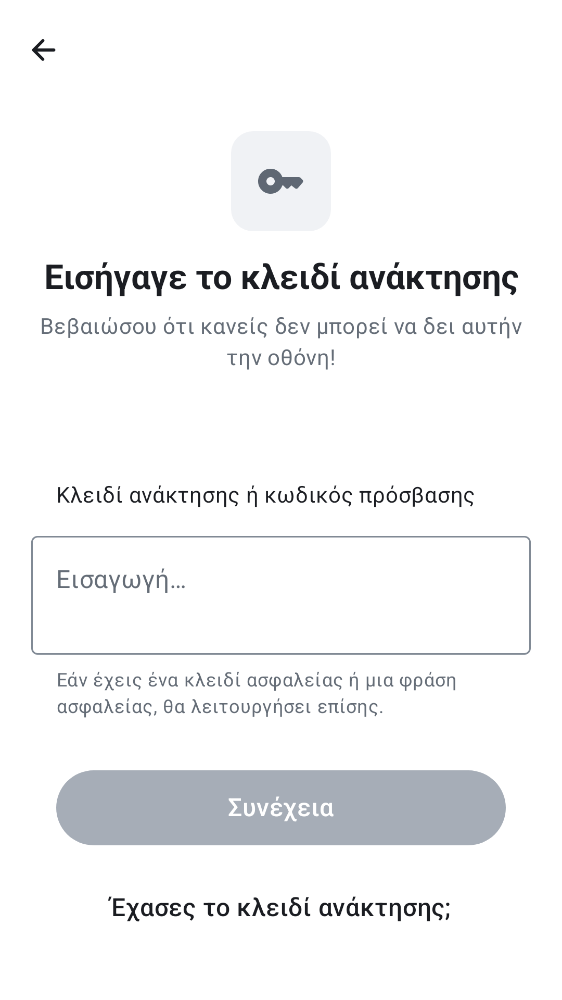 Εισήγαγε το κλειδί ανάκτησης
Βεβαιώσου ότι κανείς δεν μπορεί να δει αυτήν
την οθόνη!
Κλειδί ανάκτησης ή κωδικός πρόσβασης
Εισαγωγή…
Εάν έχεις ένα κλειδί ασφαλείας ή μια φράση
ασφαλείας, θα λειτουργήσει επίσης.
Συνέχεια
Έχασες το κλειδί ανάκτησης;